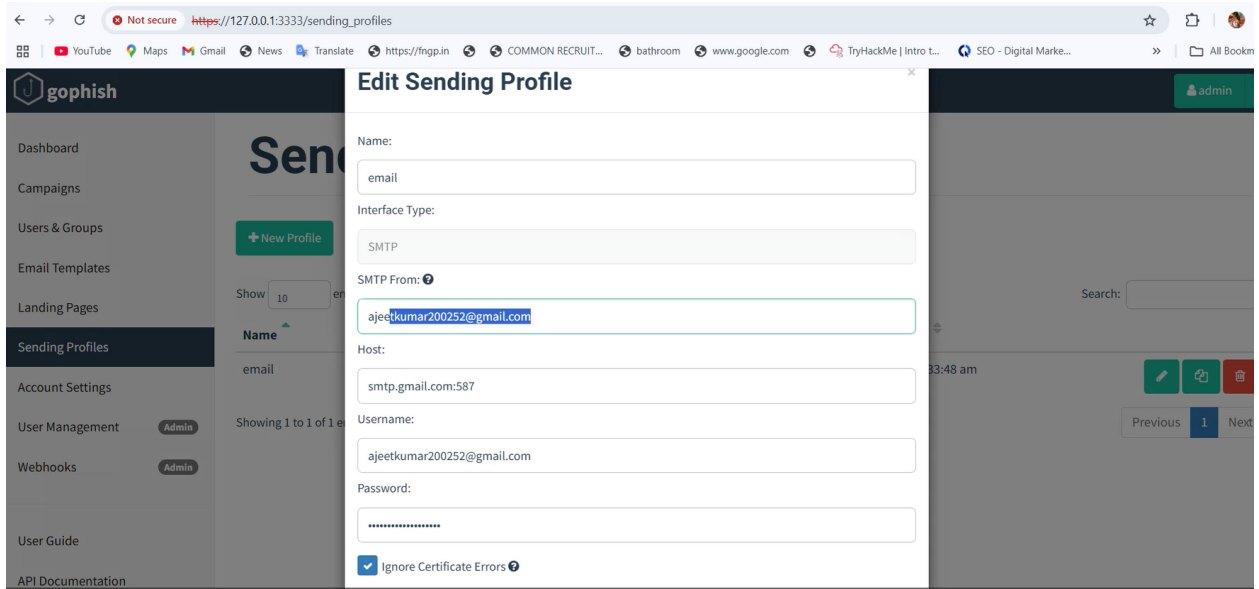 Not secure https://127.0.0.1:3333/sending_profiles
YouTube Maps Gmail News Translate https://fngp.in COMMON RECRUIT... bathroom www.google.com TryHackMe | Intro t... SEO - Digital Marke... » All Bookm
gophish
admin
Dashboard
Campaigns
Users & Groups
Email Templates
Landing Pages
Sending Profiles
Account Settings
User Management Admin
Webhooks Admin
User Guide
API Documentation
Sen
New Profile
Show 10 en
Search:
Name
email
33:48 am
Showing 1 to 1 of 1 e
Previous 1 Next
Edit Sending Profile
×
Name:
email
Interface Type:
SMTP
SMTP From:
ajeetkumar200252@gmail.com
Host:
smtp.gmail.com:587
Username:
ajeetkumar200252@gmail.com
Password:
•••••••••••••••••••
Ignore Certificate Errors